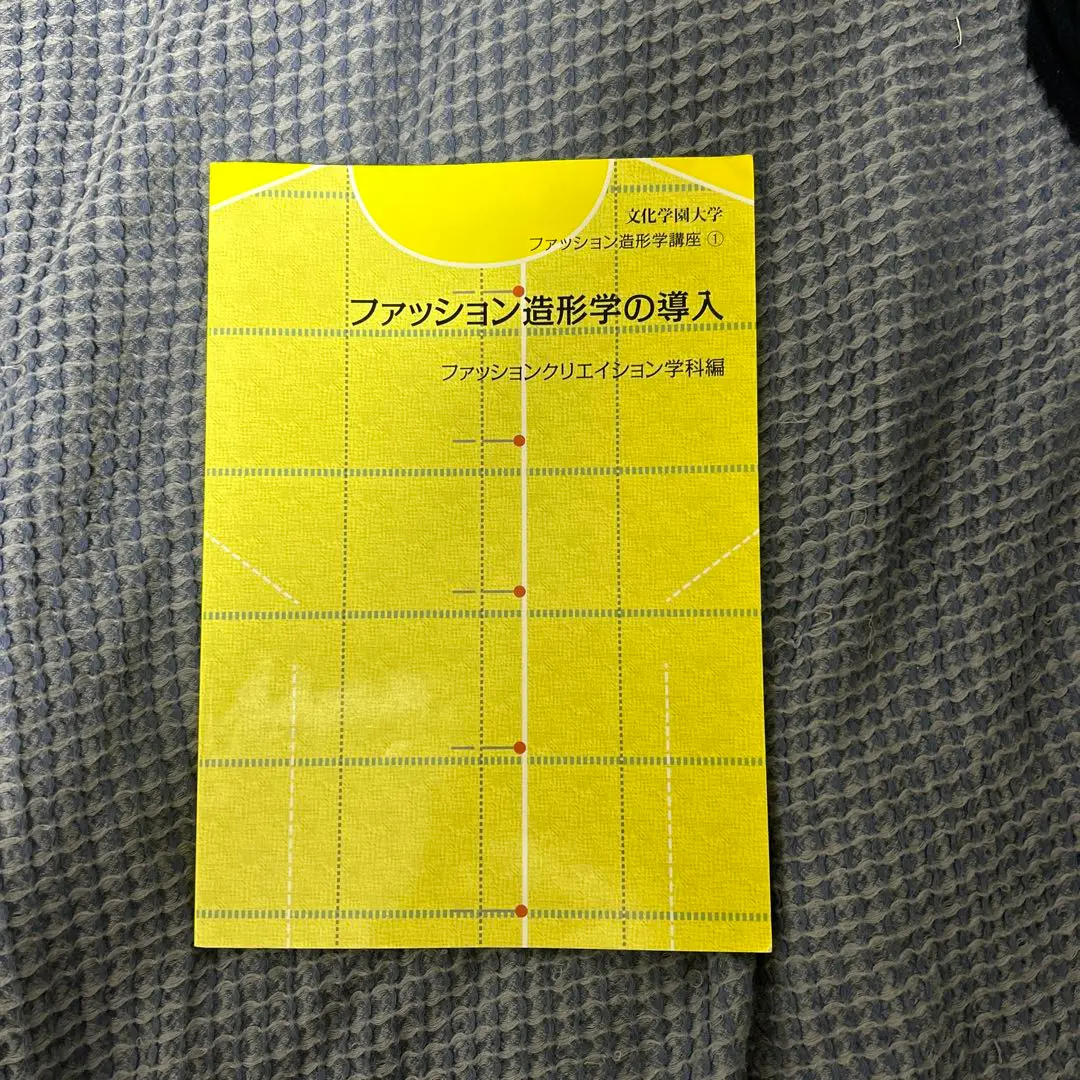 文化学園大学
ファッション造形学講座 ①
ファッション造形学の導入
ファッションクリエイション学科編